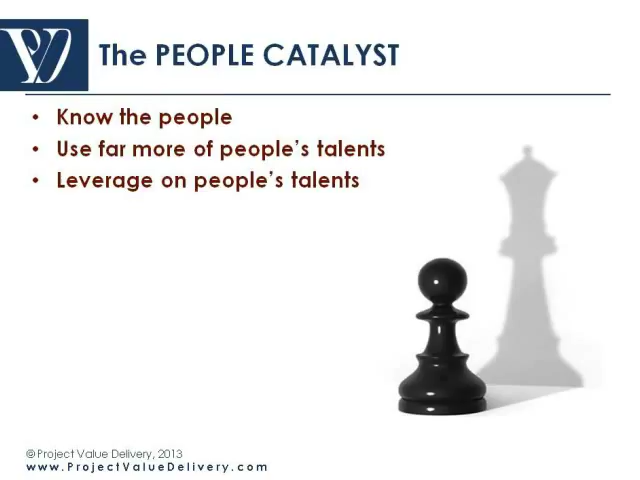 The PEOPLE CATALYST
• Know the people
• Use far more of people's talents
• Leverage on people's talents
© Project Value Delivery, 2013
www.ProjectValueDelivery.com